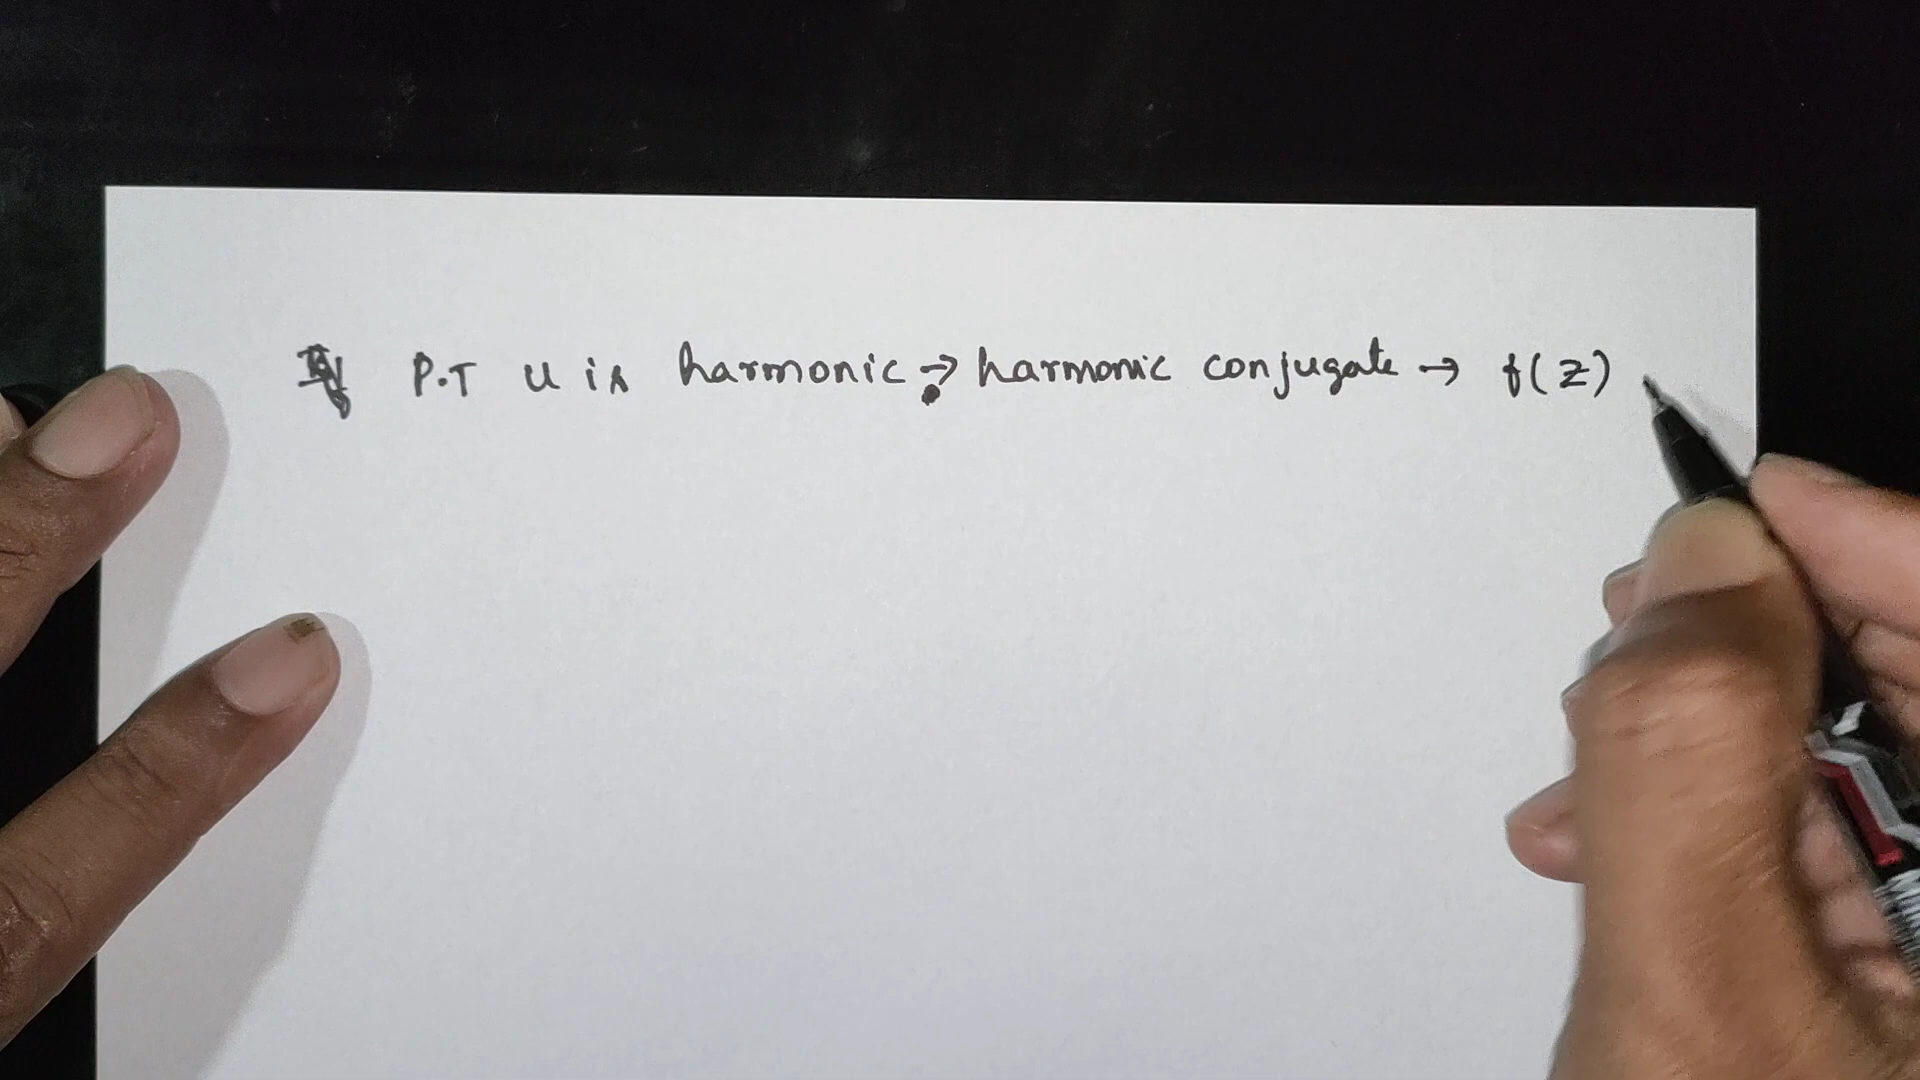 P.T u is harmonic → harmonic conjugate → f(z)